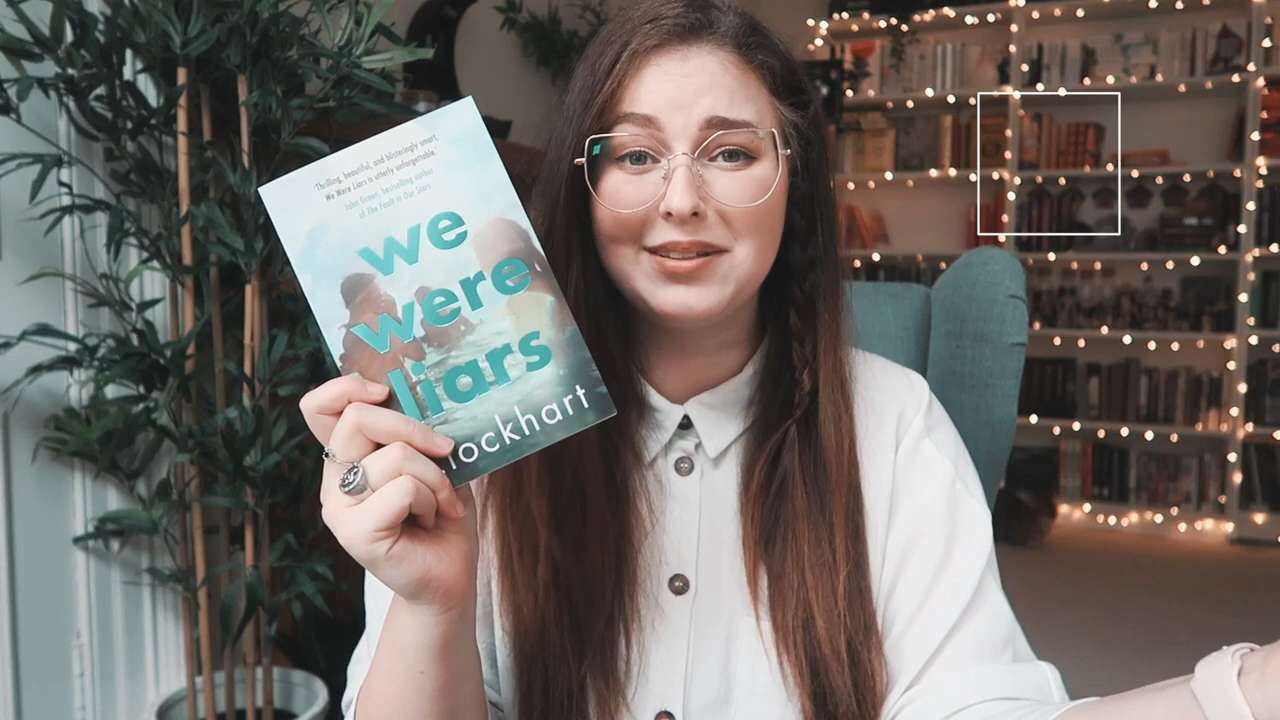 'Thrilling, beautiful, and blisteringly smart,
We Were Liars is utterly unforgettable.'
John Green, bestselling author
of The Fault in Our Stars
we
were
liars
lockhart